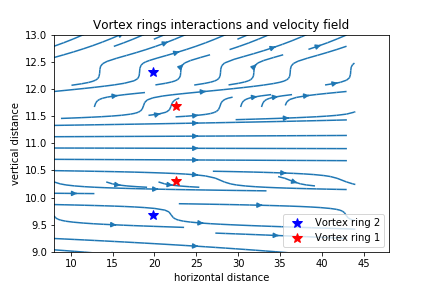 Vortex rings interactions and velocity field
13.0
12.5
12.0
11.5
11.0
10.5
10.0
9.5
9.0
vertical distance
Vortex ring 2
Vortex ring 1
10 15 20 25 30 35 40 45
horizontal distance